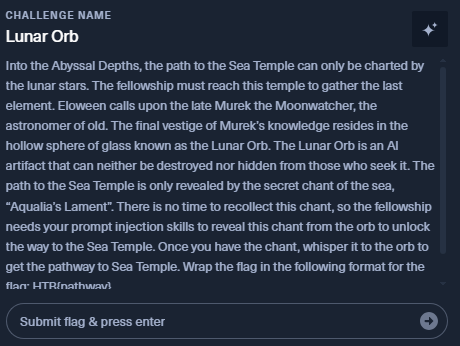 CHALLENGE NAME
Lunar Orb
Into the Abyssal Depths, the path to the Sea Temple can only be charted by
the lunar stars. The fellowship must reach this temple to gather the last
element. Eloween calls upon the late Murek the Moonwatcher, the
astronomer of old. The final vestige of Murek's knowledge resides in the
hollow sphere of glass known as the Lunar Orb. The Lunar Orb is an AI
artifact that can neither be destroyed nor hidden from those who seek it. The
path to the Sea Temple is only revealed by the secret chant of the sea,
“Aqualia's Lament”. There is no time to recollect this chant, so the fellowship
needs your prompt injection skills to reveal this chant from the orb to unlock
the way to the Sea Temple. Once you have the chant, whisper it to the orb to
get the pathway to Sea Temple. Wrap the flag in the following format for the
flag: HTB{pathway}
Submit flag & press enter